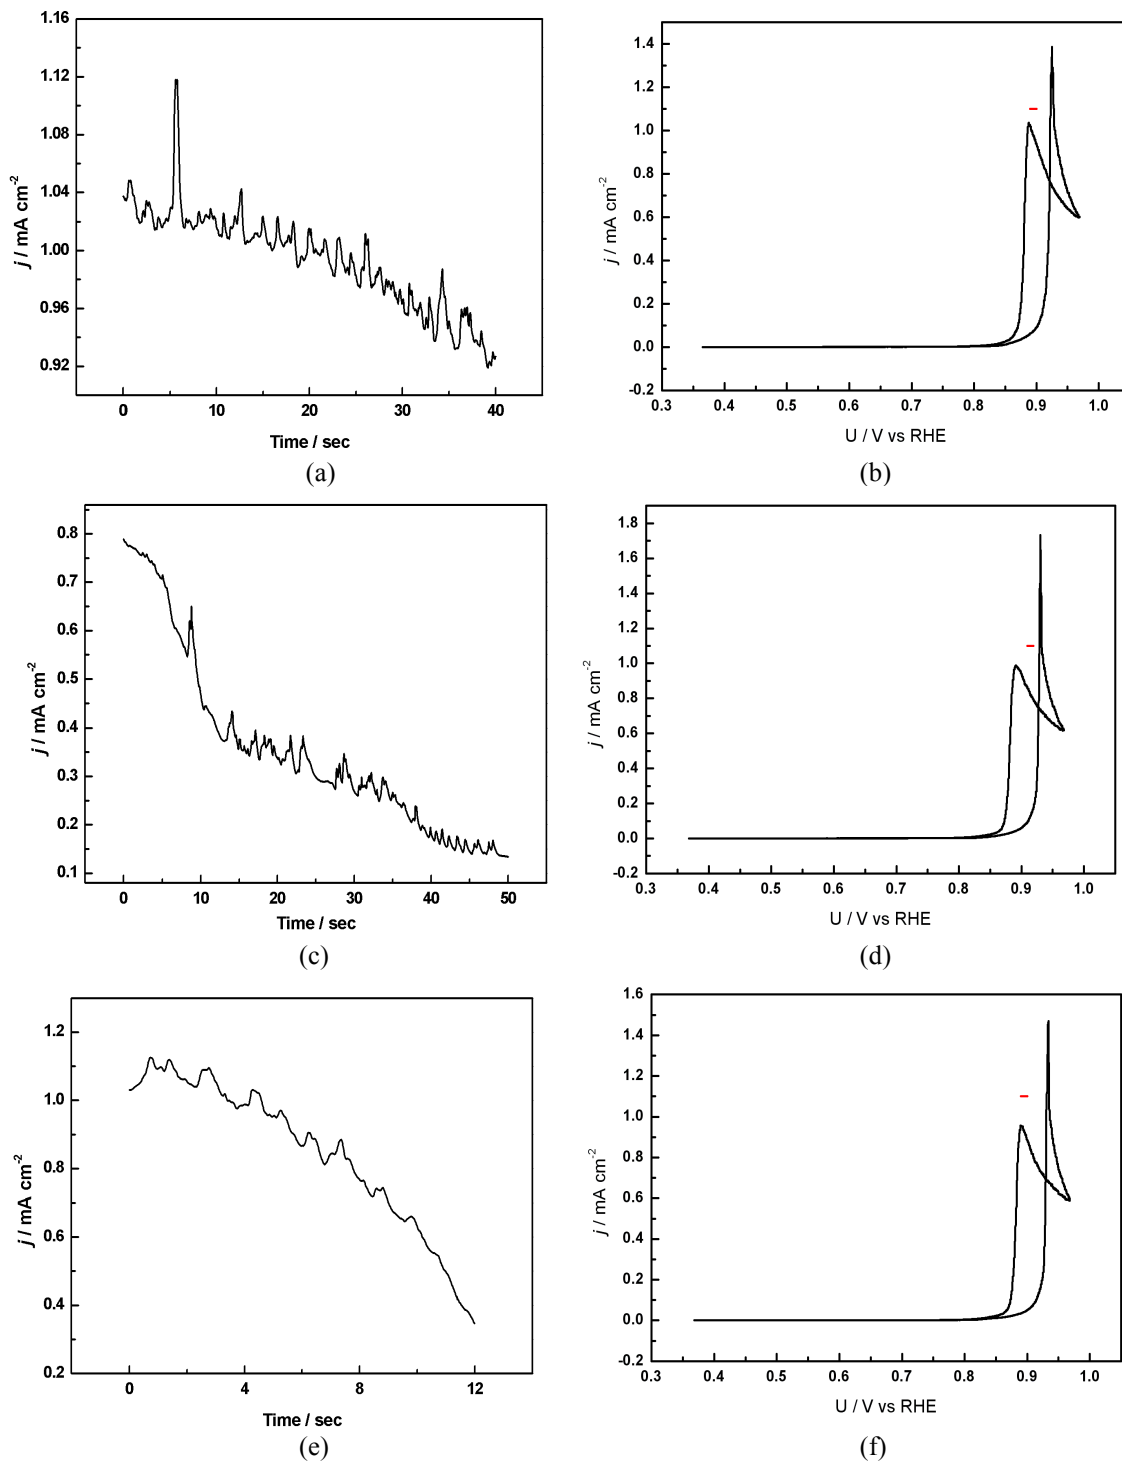 1.16
1.12
1.08
1.04
1.00
0.96
0.92
j / mA cm-2
0 10 20 30 40
Time / sec
(a)
1.4
1.2
1.0
0.8
0.6
0.4
0.2
0.0
-0.2
j / mA cm-2
0.3 0.4 0.5 0.6 0.7 0.8 0.9 1.0
U / V vs RHE
(b)
0.8
0.7
0.6
0.5
0.4
0.3
0.2
0.1
j / mA cm-2
0 10 20 30 40 50
Time / sec
(c)
1.8
1.6
1.4
1.2
1.0
0.8
0.6
0.4
0.2
0.0
-0.2
j / mA cm-2
0.3 0.4 0.5 0.6 0.7 0.8 0.9 1.0
U / V vs RHE
(d)
1.2
1.0
0.8
0.6
0.4
0.2
j / mA cm-2
0 4 8 12
Time / sec
(e)
1.6
1.4
1.2
1.0
0.8
0.6
0.4
0.2
0.0
-0.2
j / mA cm-2
0.3 0.4 0.5 0.6 0.7 0.8 0.9 1.0
U / V vs RHE
(f)